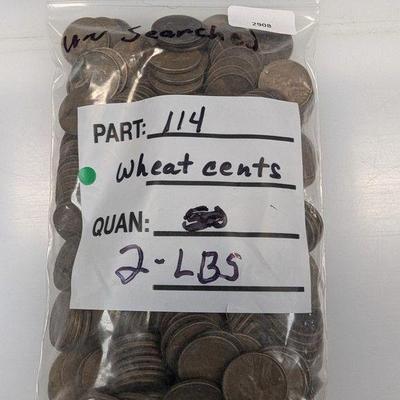 2908
Un Searched
PART: 114
Wheat cents
QUAN:
2-LBS